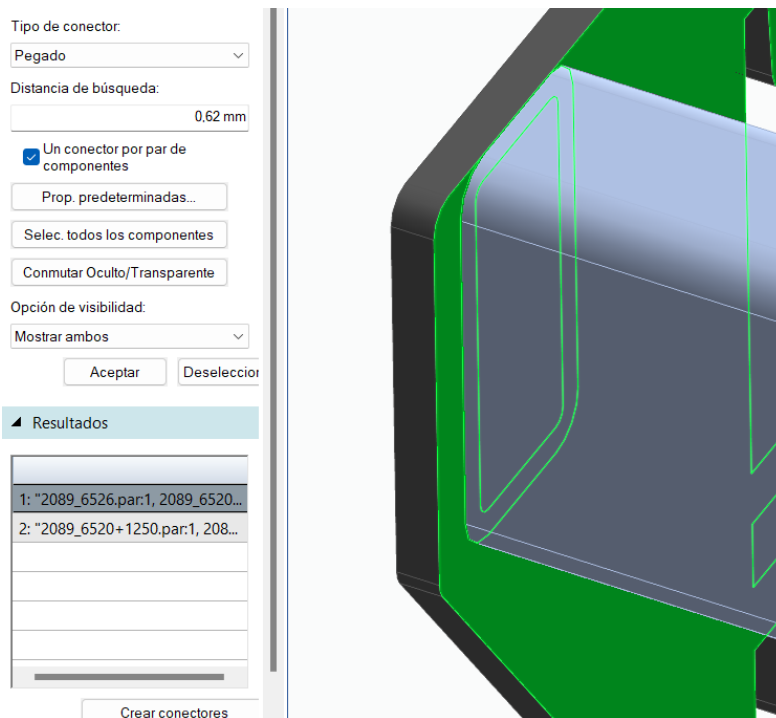 Tipo de conector:
Pegado
Distancia de búsqueda:
0,62 mm
Un conector por par de
componentes
Prop. predeterminadas...
Selec. todos los componentes
Conmutar Oculto/Transparente
Opción de visibilidad:
Mostrar ambos
Aceptar
Deseleccior
Resultados
1: "2089_6526.par:1, 2089_6520...
2: "2089_6520+1250.par:1, 208...
Crear conectores